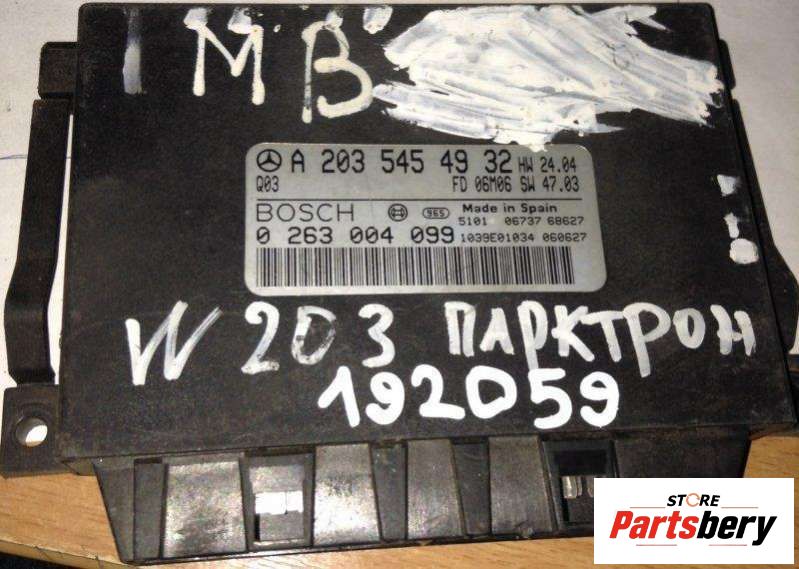 MB
A 203 545 49 32 HW 24.04
Q03 FD 06M06 SW 47.03
BOSCH 965 Made in Spain
5101 06737 68627
0 263 004 099 1039E01034 060627
W 203 ПАРКТРОН
192059
STORE
Partsbery